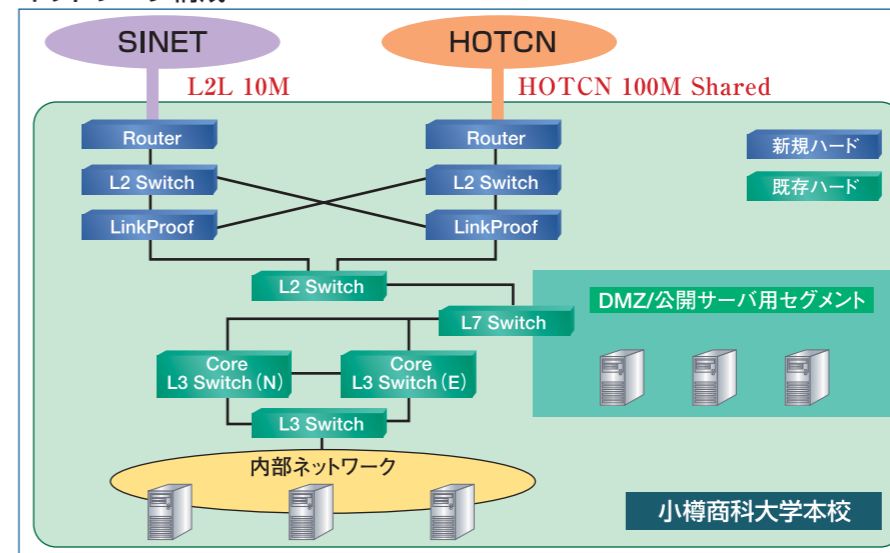 SINET
HOTCN
L2L 10M
HOTCN 100M Shared
Router
Router
新規ハード
L2 Switch
L2 Switch
既存ハード
LinkProof
LinkProof
L2 Switch
DMZ/公開サーバ用セグメント
L7 Switch
Core
L3 Switch(N)
Core
L3 Switch(E)
L3 Switch
内部ネットワーク
小樽商科大学本校